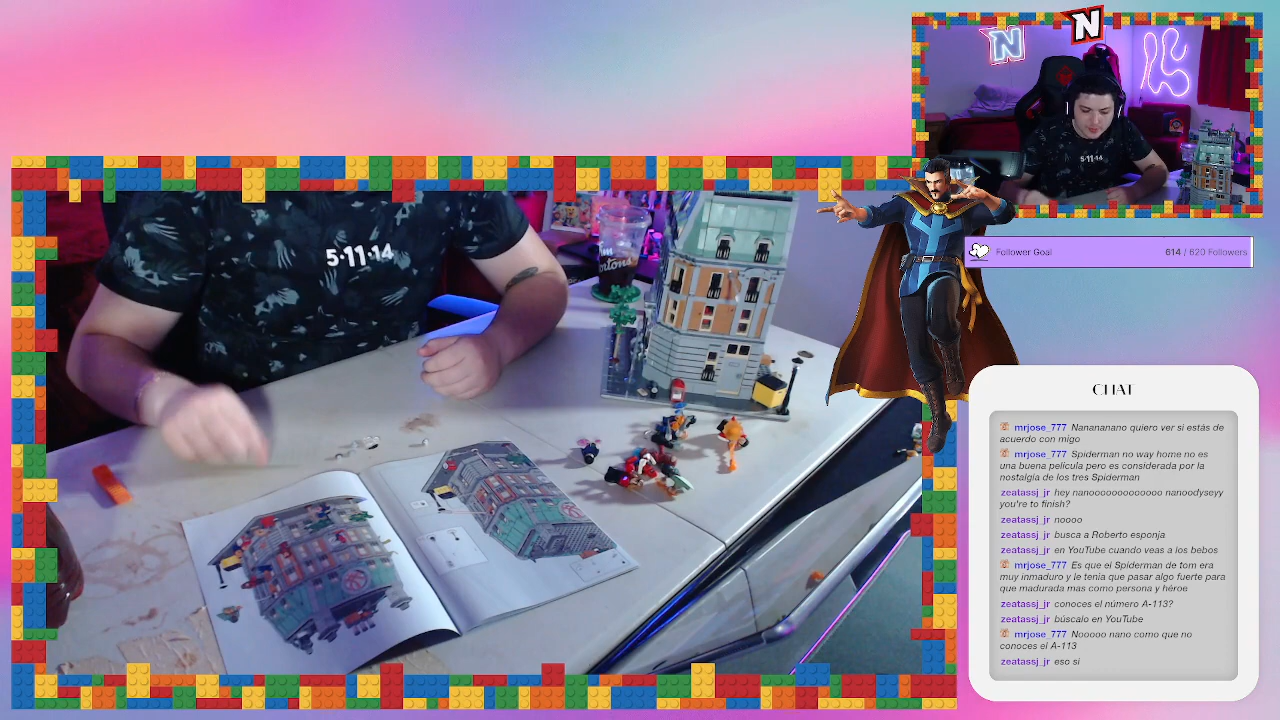 N
N
5·11·14
5·11·14
Follower Goal
614 / 620 Followers
CHAT
mrjose_777 Nanananano quiero ver si estás de
acuerdo con migo
mrjose_777 Spiderman no way home no es
una buena película pero es considerada por la
nostalgia de los tres Spiderman
zeatassj_jr hey nanooooooooooooo nanoodyseyy
you're to finish?
zeatassj_jr noooo
zeatassj_jr busca a Roberto esponja
zeatassj_jr en YouTube cuando veas a los bebos
mrjose_777 Es que el Spiderman de tom era
muy inmaduro y le tenia que pasar algo fuerte para
que madurada mas como persona y héroe
zeatassj_jr conoces el número A-113?
zeatassj_jr búscalo en YouTube
mrjose_777 Nooooo nano como que no
conoces el A-113
zeatassj_jr eso si